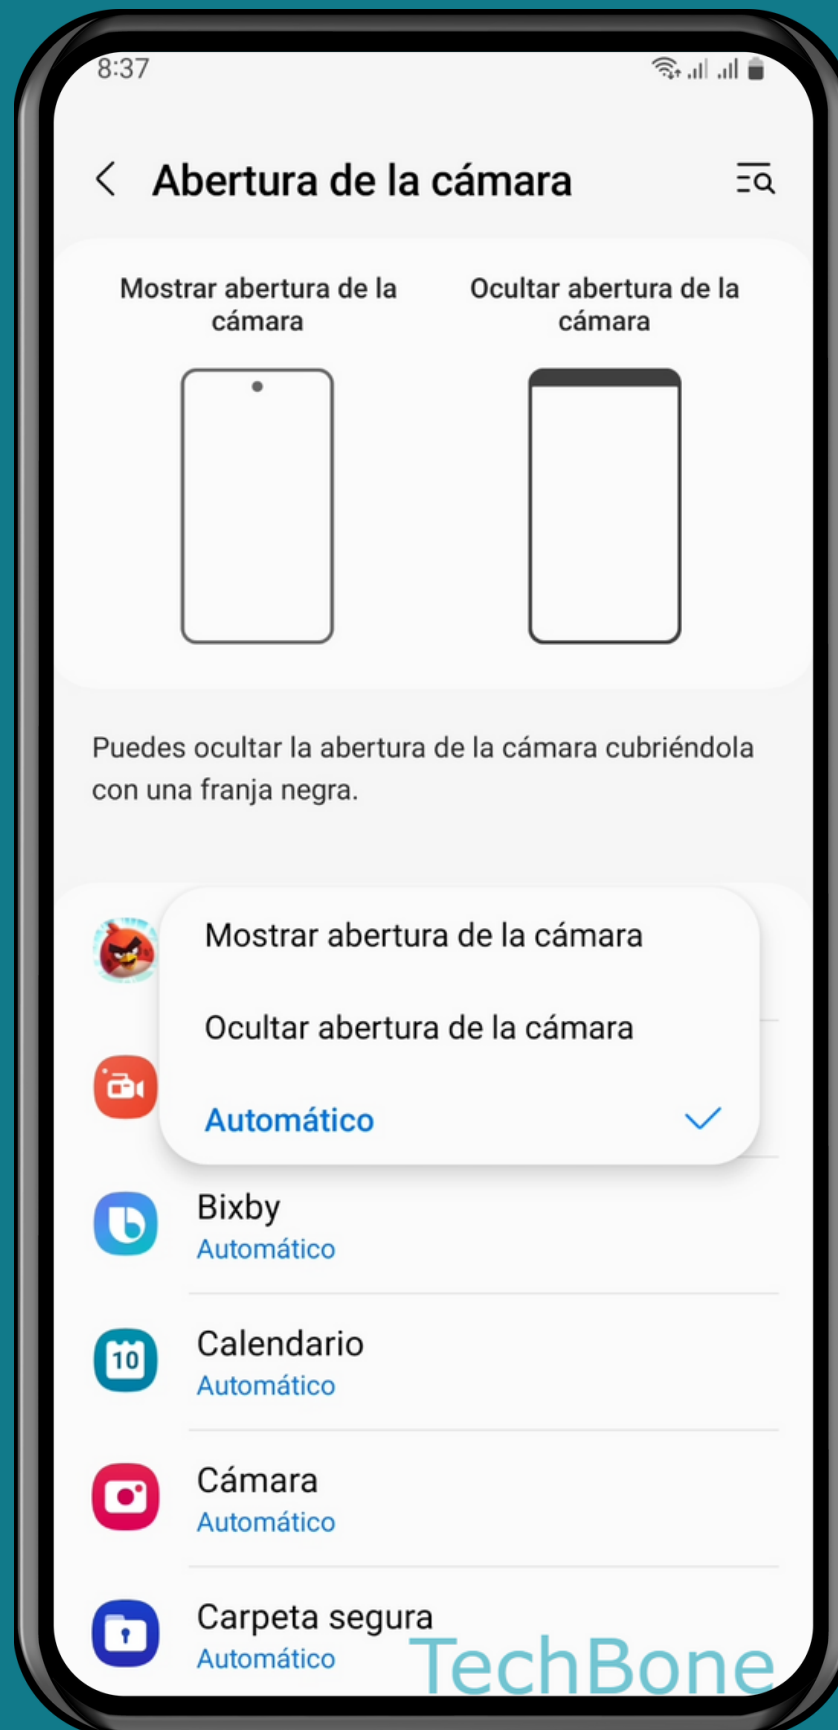 8:37
Abertura de la cámara
Mostrar abertura de la
cámara
Ocultar abertura de la
cámara
Puedes ocultar la abertura de la cámara cubriéndola
con una franja negra.
Mostrar abertura de la cámara
Ocultar abertura de la cámara
Automático
Bixby
Automático
10
Calendario
Automático
Cámara
Automático
Carpeta segura
Automático
TechBone